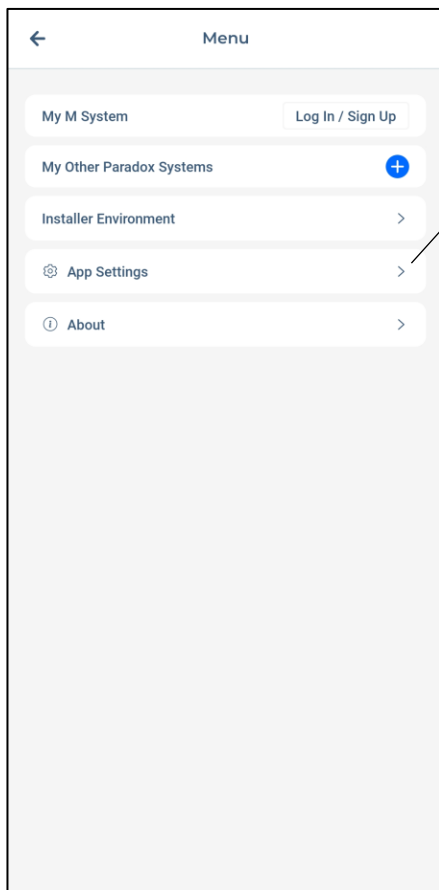 Menu
My M System Log In / Sign Up
My Other Paradox Systems
Installer Environment
App Settings
About